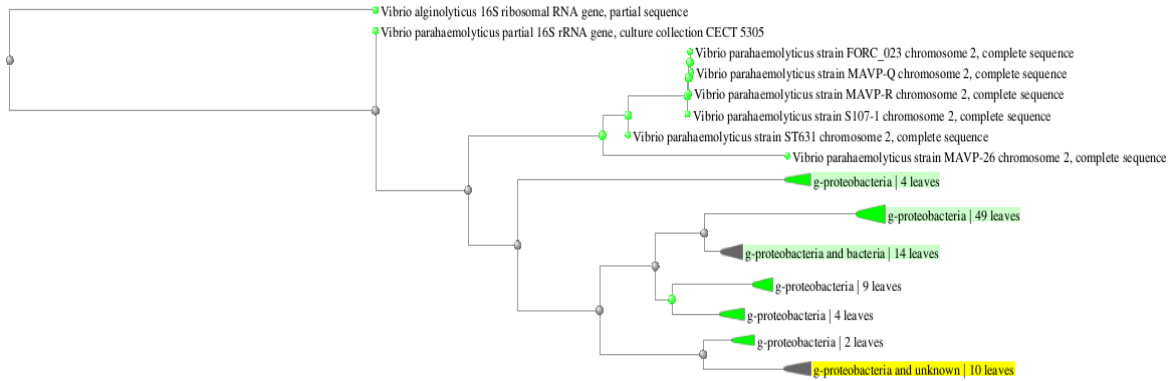 Vibrio alginolyticus 16S ribosomal RNA gene, partial sequence
Vibrio parahaemolyticus partial 16S rRNA gene, culture collection CECT 5305
Vibrio parahaemolyticus strain FORC_023 chromosome 2, complete sequence
Vibrio parahaemolyticus strain MAVP-Q chromosome 2, complete sequence
Vibrio parahaemolyticus strain MAVP-R chromosome 2, complete sequence
Vibrio parahaemolyticus strain S107-1 chromosome 2, complete sequence
Vibrio parahaemolyticus strain ST631 chromosome 2, complete sequence
Vibrio parahaemolyticus strain MAVP-26 chromosome 2, complete sequence
g-proteobacteria | 4 leaves
g-proteobacteria | 49 leaves
g-proteobacteria and bacteria | 14 leaves
g-proteobacteria | 9 leaves
g-proteobacteria | 4 leaves
g-proteobacteria | 2 leaves
g-proteobacteria and unknown | 10 leaves